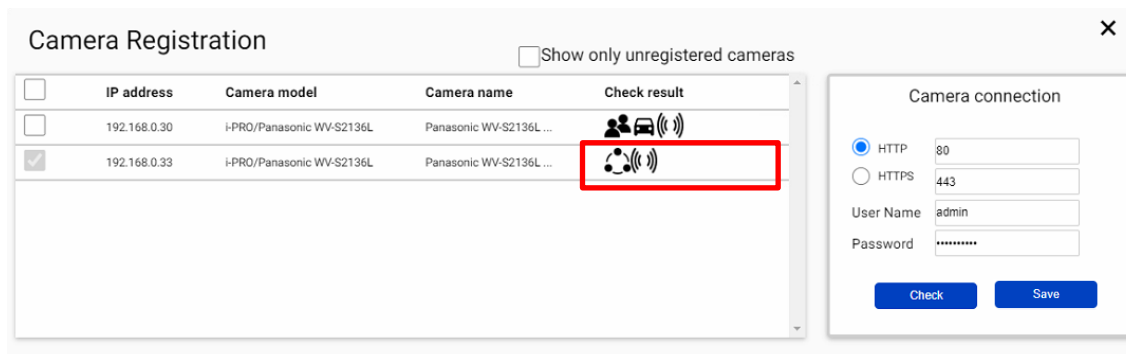 Camera Registration
Show only unregistered cameras
IP address Camera model Camera name Check result
192.168.0.30 i-PRO/Panasonic WV-S2136L Panasonic WV-S2136L ...
192.168.0.33 i-PRO/Panasonic WV-S2136L Panasonic WV-S2136L ...
Camera connection
HTTP 80
HTTPS 443
User Name admin
Password ••••••••••
Check Save